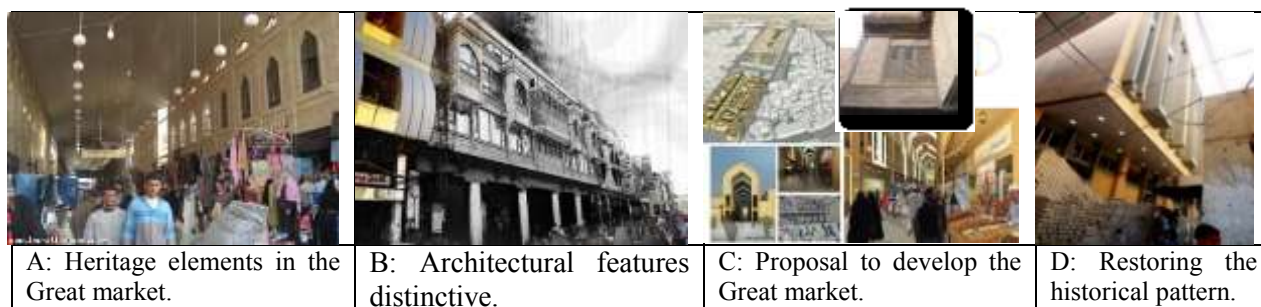 A: Heritage elements in the
Great market.
B: Architectural features
distinctive.
C: Proposal to develop the
Great market.
D: Restoring the
historical pattern.